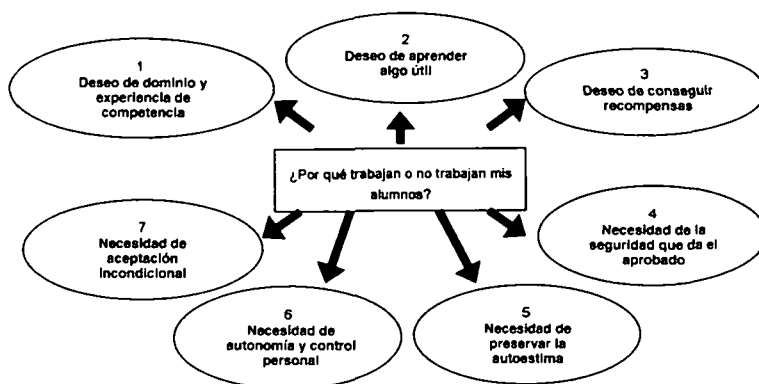 1
Deseo de dominio y
experiencia de
competencia
2
Deseo de aprender
algo útil
3
Deseo de conseguir
recompensas
¿Por qué trabajan o no trabajan mis
alumnos?
4
Necesidad de la
seguridad que da el
aprobado
5
Necesidad de
preservar la
autoestima
6
Necesidad de
autonomía y control
personal
7
Necesidad de
aceptación
incondicional